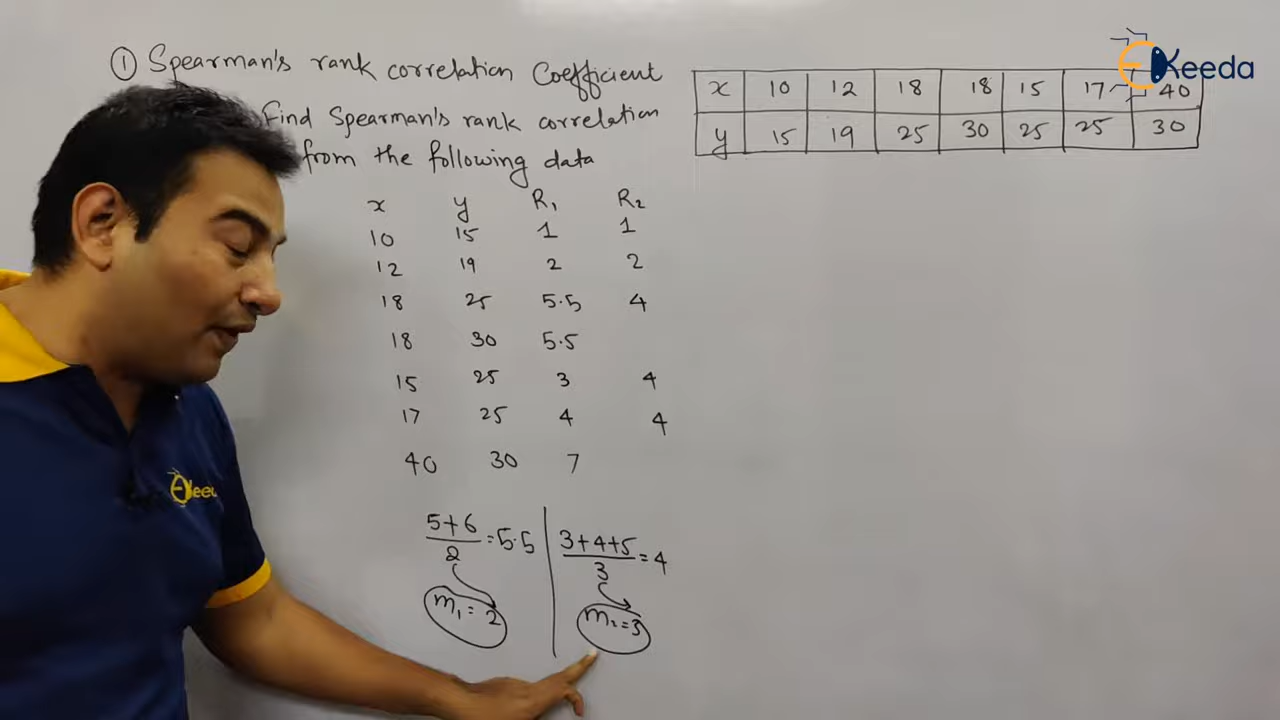 ① Spearman's rank correlation Coefficient
Find Spearman's rank correlation
from the following data
x 10 12 18 18 15 17 40
y 15 19 25 30 25 25 30
EKeeda
x y R₁ R₂
10 15 1 1
12 19 2 2
18 25 5.5 4
18 30 5.5
15 25 3 4
17 25 4 4
40 30 7
5+6/2 = 5.5
3+4+5/3 = 4
m₁ = 2
m₂ = 3
EKeeda